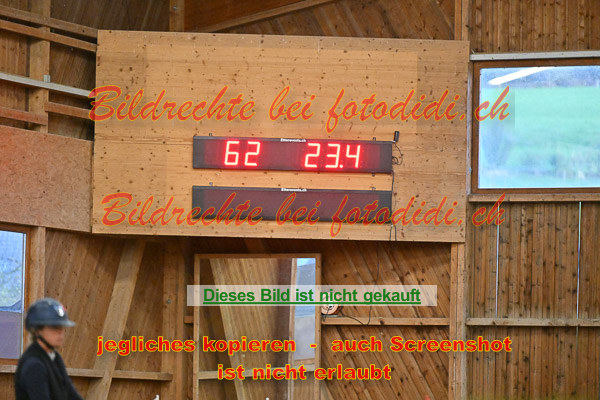 Bildrechte bei fotodidi.ch
62 23.4
Bildrechte bei fotodidi.ch
Dieses Bild ist nicht gekauft
jegliches kopieren - auch Screenshot
ist nicht erlaubt